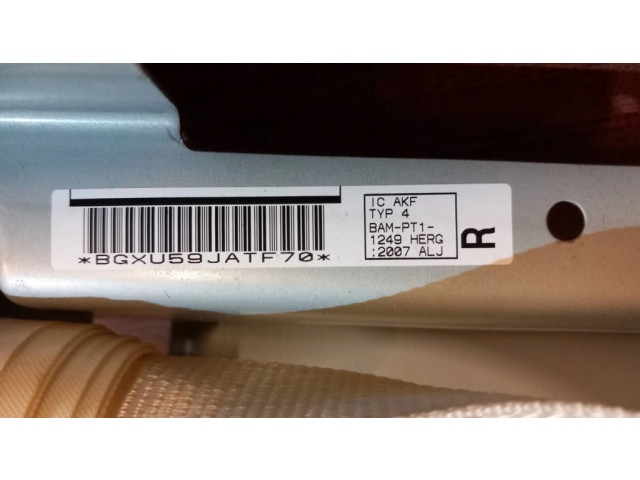 *BGXU59JATF70*
IC AKF
TYP 4
BAM-PT1-
1249 HERG
:2007 ALJ
R